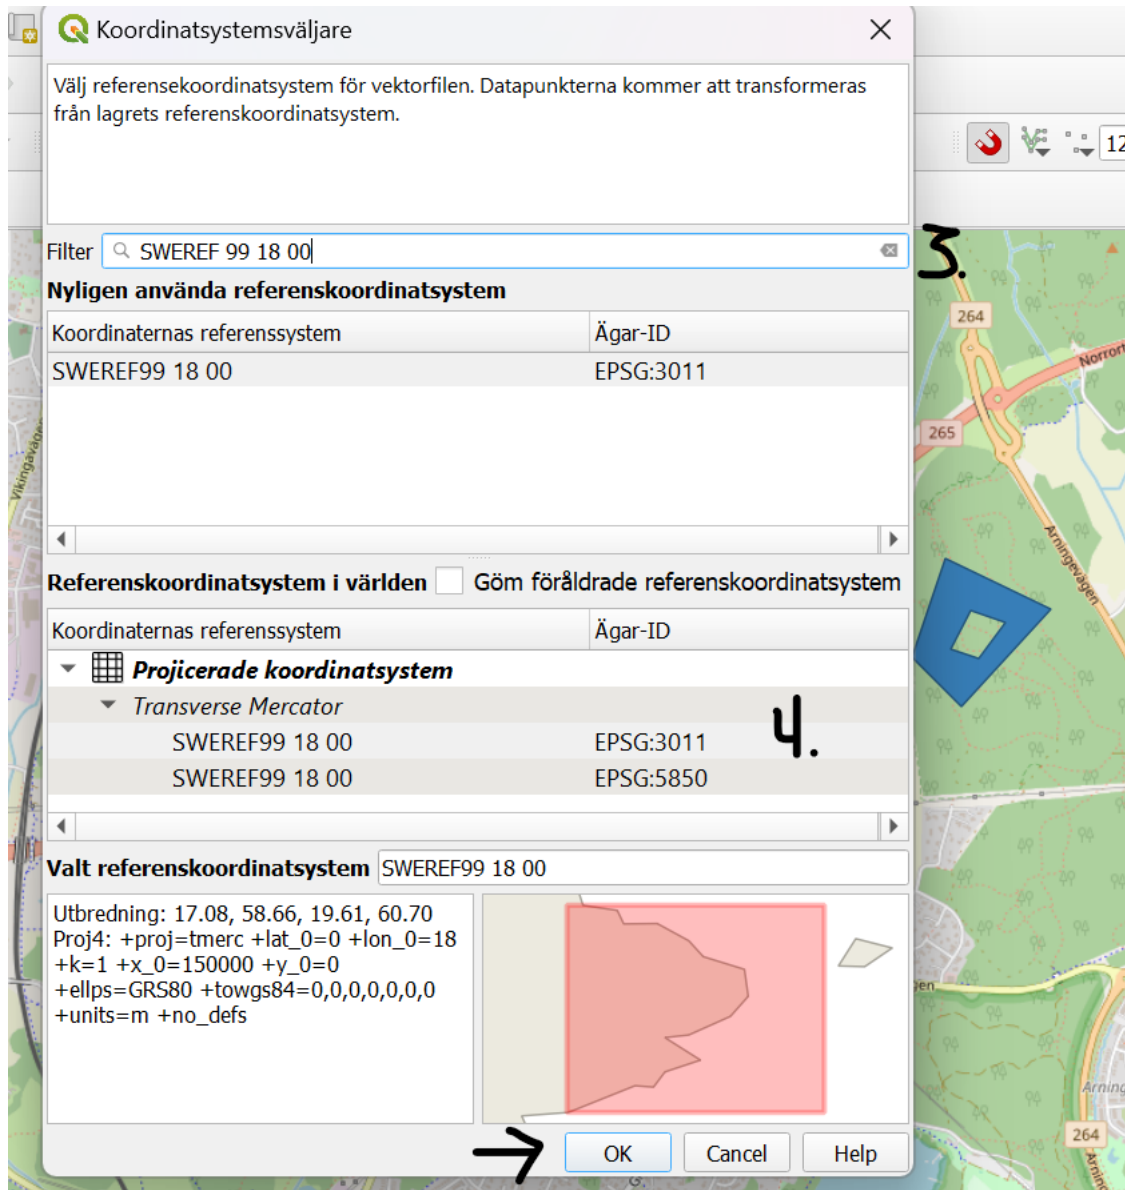 Koordinatsystemsväljare
Välj referensekoordinatsystem för vektorfilen. Datapunkterna kommer att transformeras
från lagrets referenskoordinatsystem.
12
Filter SWEREF 99 18 00
3.
Nyligen använda referenskoordinatsystem
Koordinaternas referenssystem Ägar-ID
SWEREF99 18 00 EPSG:3011
264
Norrort
265
Vikingavägen
Arningevägen
Referenskoordinatsystem i världen Göm föråldrade referenskoordinatsystem
Koordinaternas referenssystem Ägar-ID
Projicerade koordinatsystem
Transverse Mercator
SWEREF99 18 00 EPSG:3011
4.
SWEREF99 18 00 EPSG:5850
Valt referenskoordinatsystem SWEREF99 18 00
Utbredning: 17.08, 58.66, 19.61, 60.70
Proj4: +proj=tmerc +lat_0=0 +lon_0=18
+k=1 +x_0=150000 +y_0=0
+ellps=GRS80 +towgs84=0,0,0,0,0,0,0
+units=m +no_defs
Arning
264
OK Cancel Help